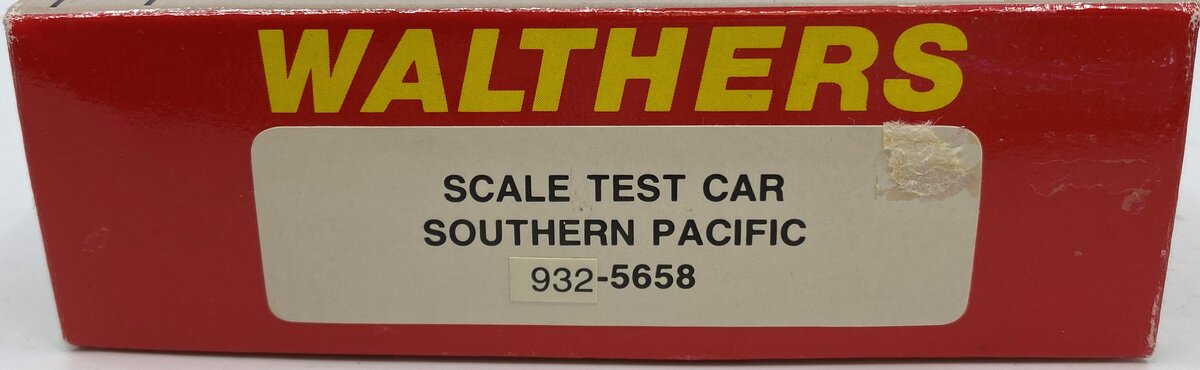 WALTHERS
SCALE TEST CAR
SOUTHERN PACIFIC
932-5658